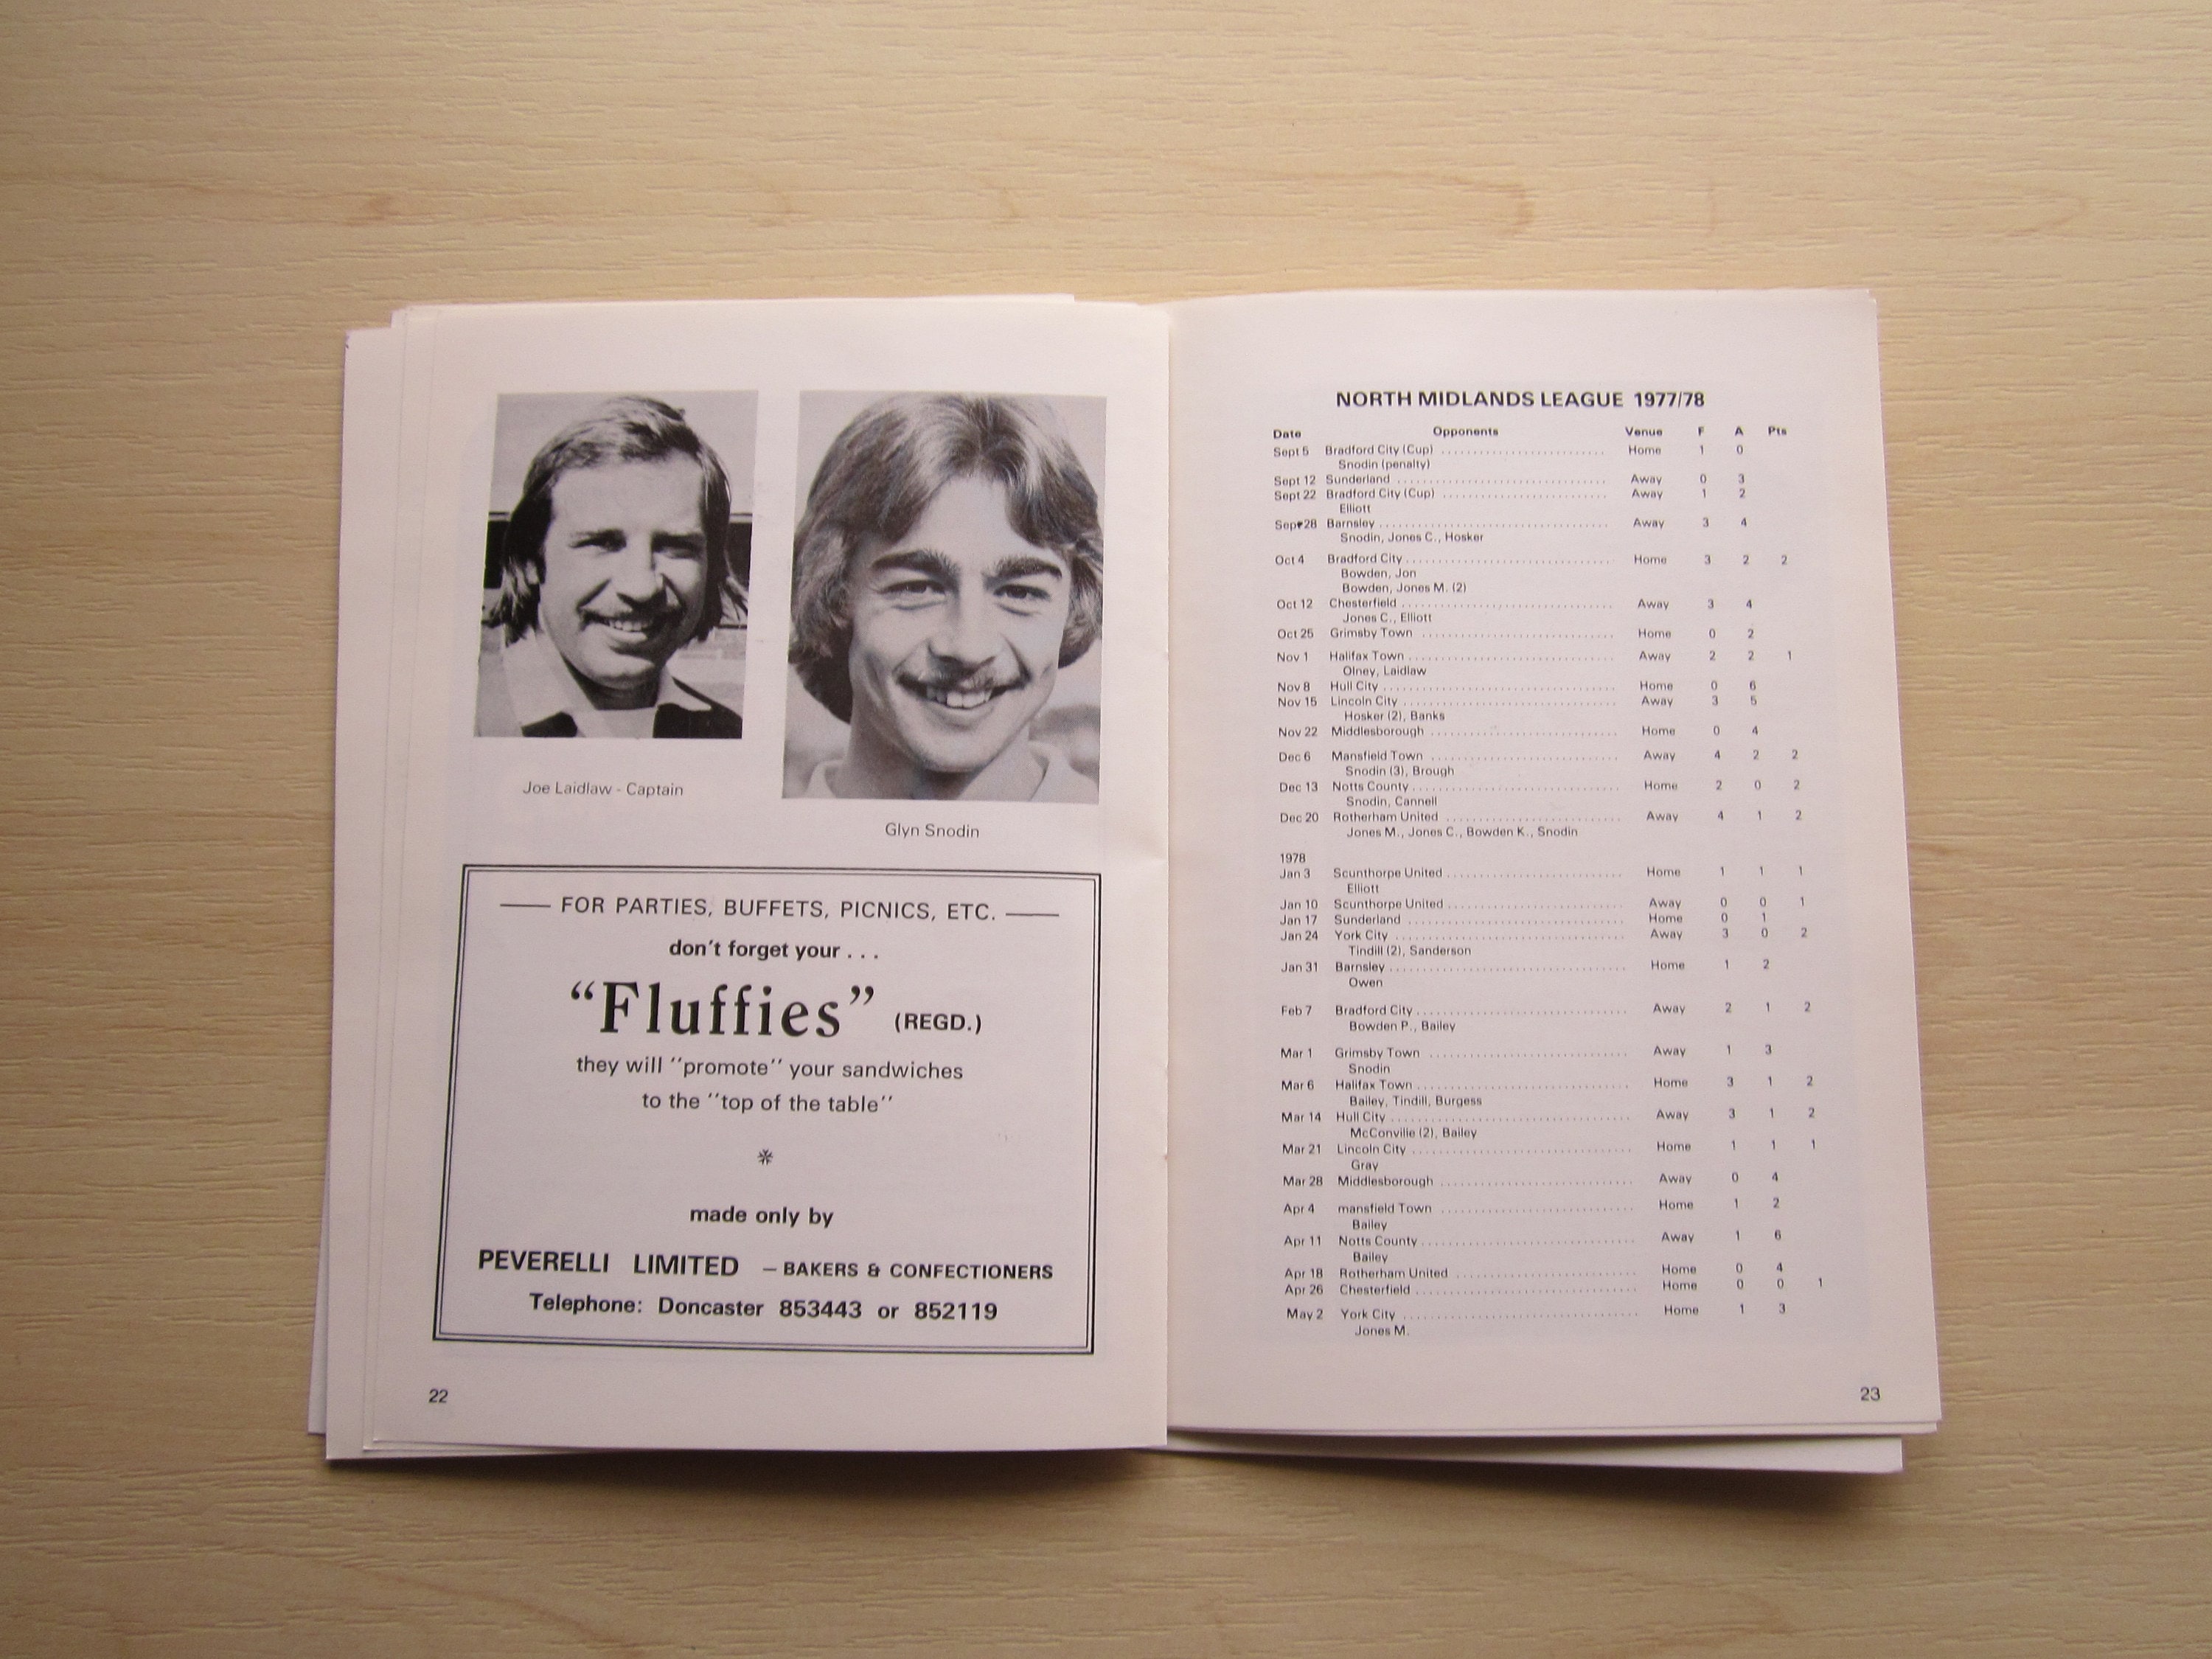 Joe Laidlaw - Captain
Glyn Snodin
FOR PARTIES, BUFFETS, PICNICS, ETC.
don't forget your . . .
"Fluffies" (REGD.)
they will "promote" your sandwiches
to the "top of the table"
*
made only by
PEVERELLI LIMITED – BAKERS & CONFECTIONERS
Telephone: Doncaster 853443 or 852119
22
NORTH MIDLANDS LEAGUE 1977/78
Date Opponents Venue F A Pts
Sept 5 Bradford City (Cup) Home 1 0
Snodin (penalty)
Sept 12 Sunderland Away 0 3
Sept 22 Bradford City (Cup) Away 1 2
Elliott
Sept 28 Barnsley Away 3 4
Snodin, Jones C., Hosker
Oct 4 Bradford City Home 3 2 2
Bowden, Jon
Bowden, Jones M. (2)
Oct 12 Chesterfield Away 3 4
Jones C., Elliott
Oct 25 Grimsby Town Home 0 2
Nov 1 Halifax Town Away 2 2 1
Olney, Laidlaw
Nov 8 Hull City Home 0 6
Nov 15 Lincoln City Away 3 5
Hosker (2), Banks
Nov 22 Middlesborough Home 0 4
Dec 6 Mansfield Town Away 4 2 2
Snodin (3), Brough
Dec 13 Notts County Home 2 0 2
Snodin, Cannell
Dec 20 Rotherham United Away 4 1 2
Jones M., Jones C., Bowden K., Snodin
1978
Jan 3 Scunthorpe United Home 1 1 1
Elliott
Jan 10 Scunthorpe United Away 0 0 1
Jan 17 Sunderland Home 0 1
Jan 24 York City Away 3 0 2
Tindill (2), Sanderson
Jan 31 Barnsley Home 1 2
Owen
Feb 7 Bradford City Away 2 1 2
Bowden P., Bailey
Mar 1 Grimsby Town Away 1 3
Snodin
Mar 6 Halifax Town Home 3 1 2
Bailey, Tindill, Burgess
Mar 14 Hull City Away 3 1 2
McConville (2), Bailey
Mar 21 Lincoln City Home 1 1 1
Gray
Mar 28 Middlesborough Away 0 4
Apr 4 mansfield Town Home 1 2
Bailey
Apr 11 Notts County Away 1 6
Bailey
Apr 18 Rotherham United Home 0 4
Apr 26 Chesterfield Home 0 0 1
May 2 York City Home 1 3
Jones M.
23